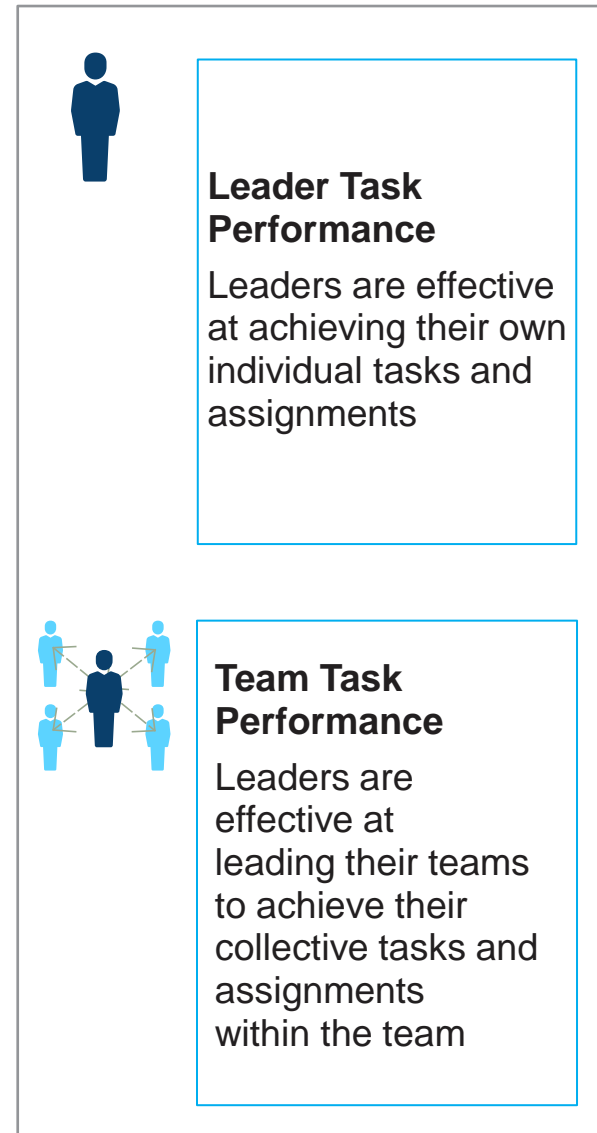 Leader Task
Performance
Leaders are effective
at achieving their own
individual tasks and
assignments
Team Task
Performance
Leaders are
effective at
leading their teams
to achieve their
collective tasks and
assignments
within the team